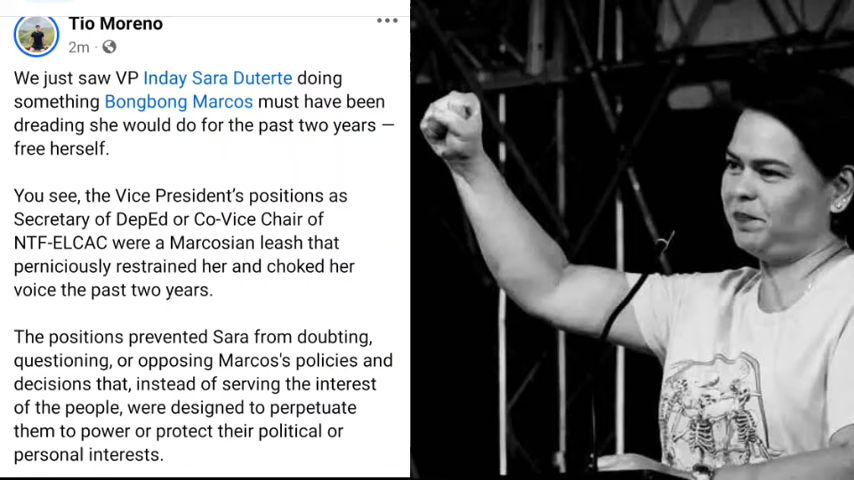 Tio Moreno
2m
We just saw VP Inday Sara Duterte doing
something Bongbong Marcos must have been
dreading she would do for the past two years —
free herself.
You see, the Vice President's positions as
Secretary of DepEd or Co-Vice Chair of
NTF-ELCAC were a Marcosian leash that
perniciously restrained her and choked her
voice the past two years.
The positions prevented Sara from doubting,
questioning, or opposing Marcos's policies and
decisions that, instead of serving the interest
of the people, were designed to perpetuate
them to power or protect their political or
personal interests.